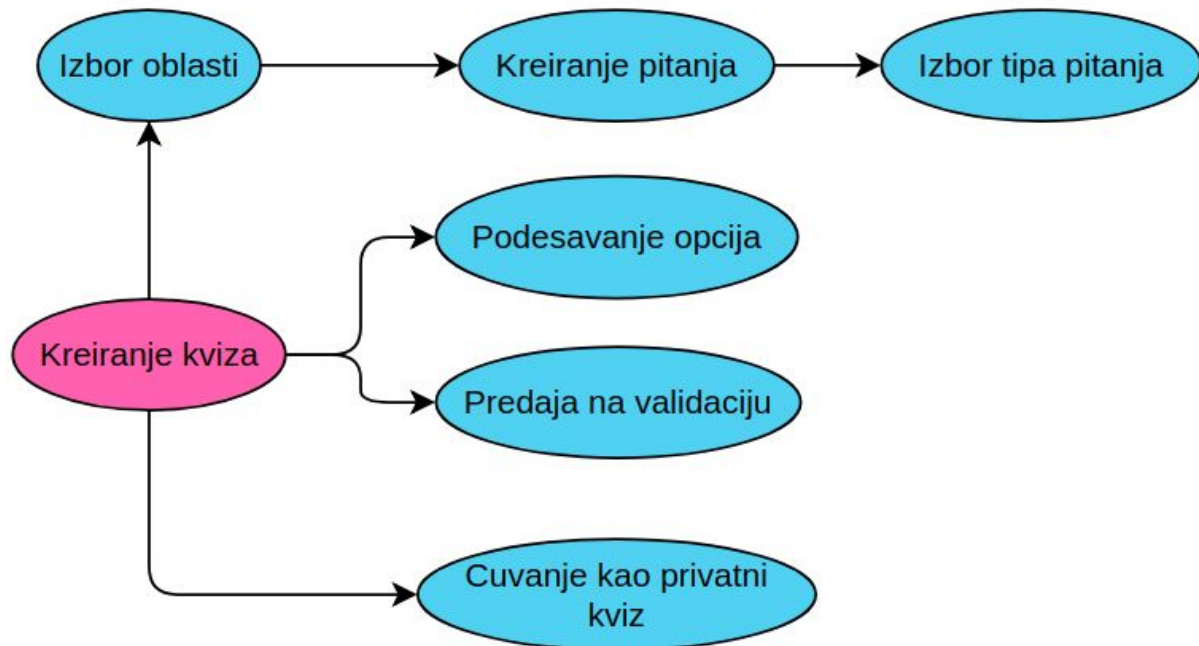 Izbor oblasti
Kreiranje pitanja
Izbor tipa pitanja
Podesavanje opcija
Kreiranje kviza
Predaja na validaciju
Cuvanje kao privatni
kviz